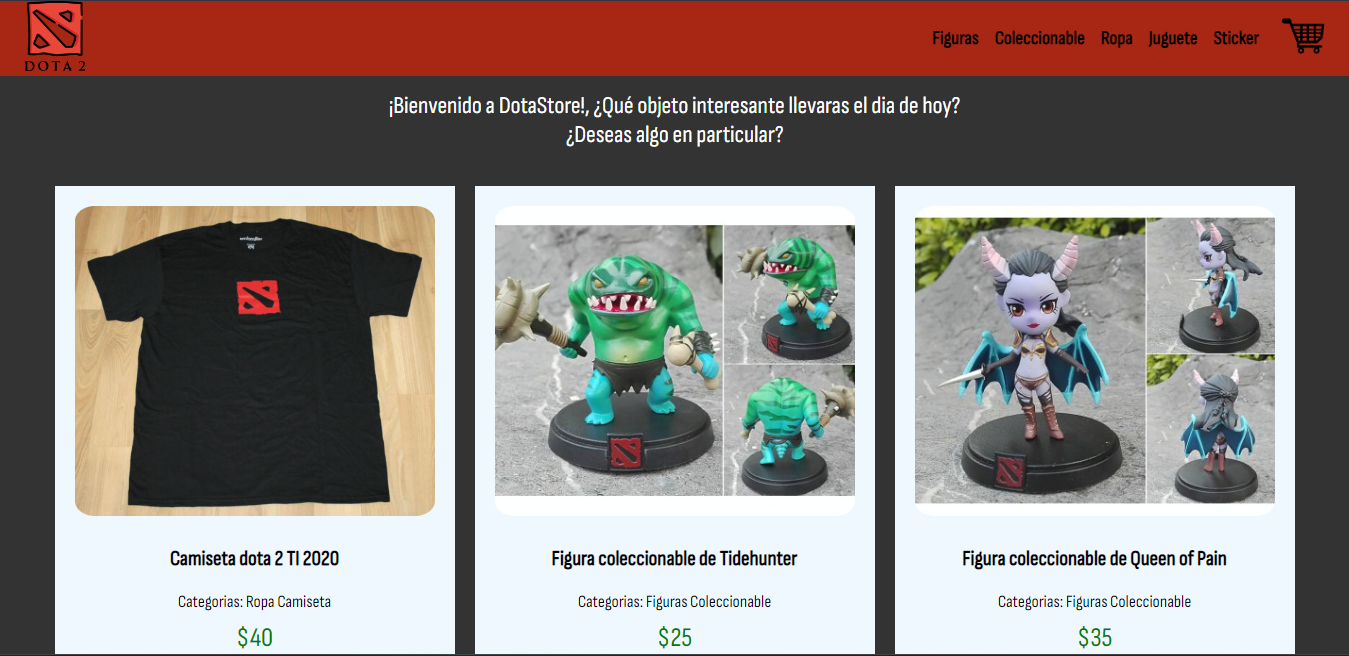 DOTA 2
Figuras Coleccionable Ropa Juguete Sticker
¡Bienvenido a DotaStore!, ¿Qué objeto interesante llevaras el dia de hoy?
¿Deseas algo en particular?
Camiseta dota 2 TI 2020
Categorias: Ropa Camiseta
$40
Figura coleccionable de Tidehunter
Categorias: Figuras Coleccionable
$25
Figura coleccionable de Queen of Pain
Categorias: Figuras Coleccionable
$35